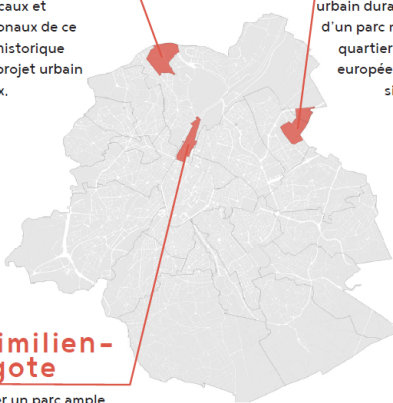 caux et
onaux de ce
historique
projet urbain
x.
urbain dura
d'un parc
quartier
europée
si
imilien-
gote
er un parc ample